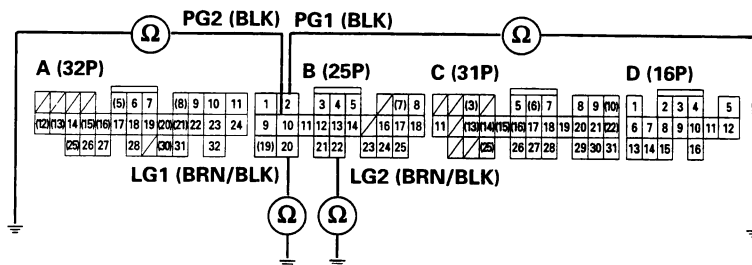 PG2 (BLK) PG1 (BLK)
Ω Ω
A (32P) B (25P) C (31P) D (16P)
(5) 6 7 (8) 9 10 11 1 2 3 4 5 (7) 8 (3) 5 (6) 7 8 9 (10) 1 2 3 4 5
(12) (13) 14 (15) (16) 17 18 19 (20) (21) 22 23 24 9 10 11 12 13 14 16 17 18 11 (13) (14) (15) (16) 17 18 19 20 21 (22) 6 7 8 9 10 11 12
(25) 26 27 28 (30) 31 32 (19) 20 21 22 23 24 25 (25) 26 27 28 29 30 31 13 14 15 16
LG1 (BRN/BLK) LG2 (BRN/BLK)
Ω Ω